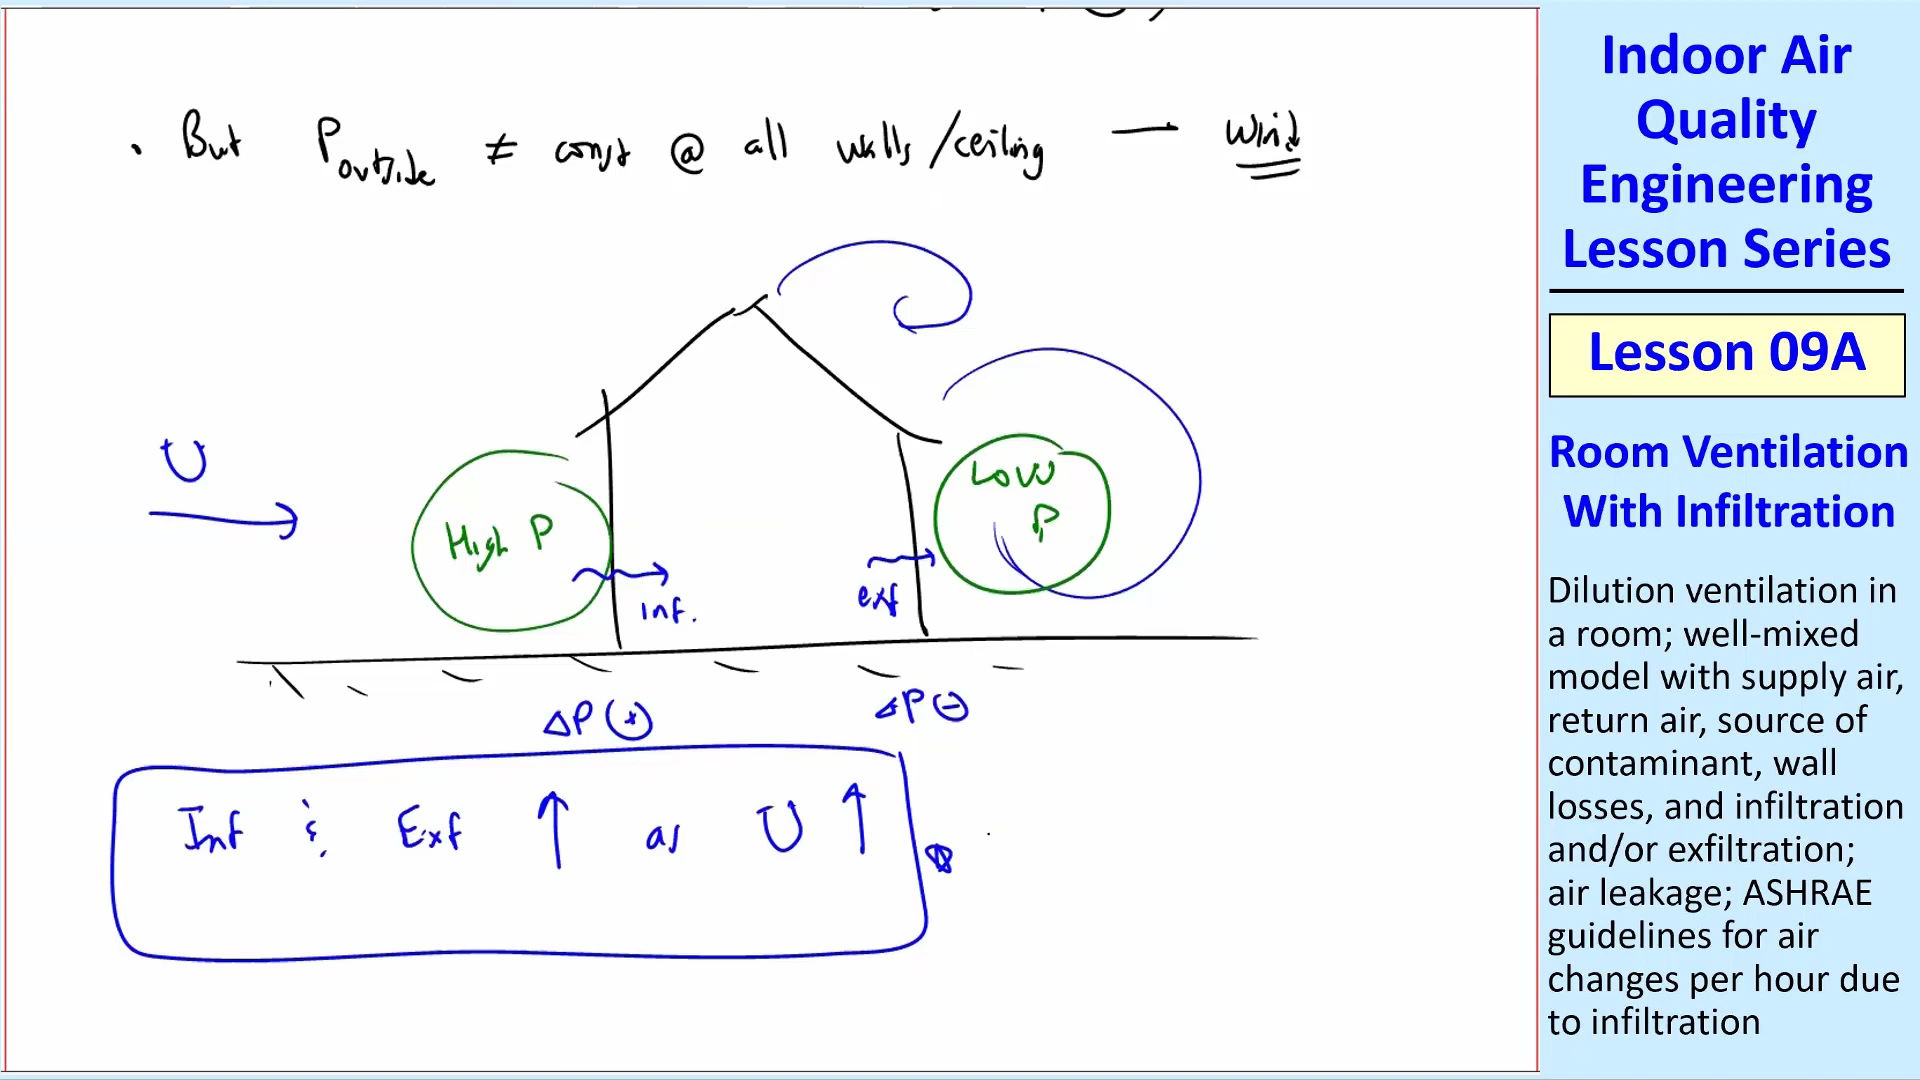 · But P outside ≠ const @ all walls/ceiling — wind
U
High P
Low
P
inf.
exf
ΔP (+)
ΔP (-)
Inf & Exf ↑ as U ↑
Indoor Air
Quality
Engineering
Lesson Series
Lesson 09A
Room Ventilation
With Infiltration
Dilution ventilation in
a room; well-mixed
model with supply air,
return air, source of
contaminant, wall
losses, and infiltration
and/or exfiltration;
air leakage; ASHRAE
guidelines for air
changes per hour due
to infiltration